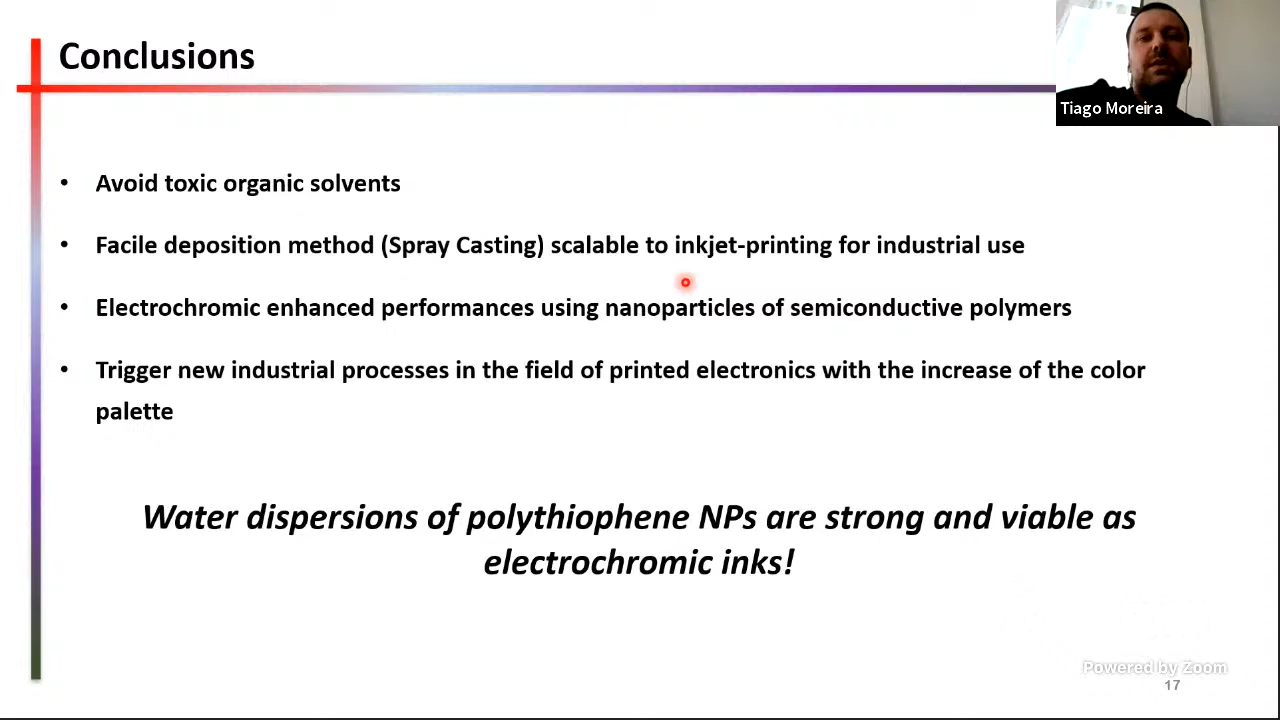 Conclusions
Tiago Moreira
• Avoid toxic organic solvents
• Facile deposition method (Spray Casting) scalable to inkjet-printing for industrial use
• Electrochromic enhanced performances using nanoparticles of semiconductive polymers
• Trigger new industrial processes in the field of printed electronics with the increase of the color
palette
Water dispersions of polythiophene NPs are strong and viable as
electrochromic inks!
Powered by Zoom
17